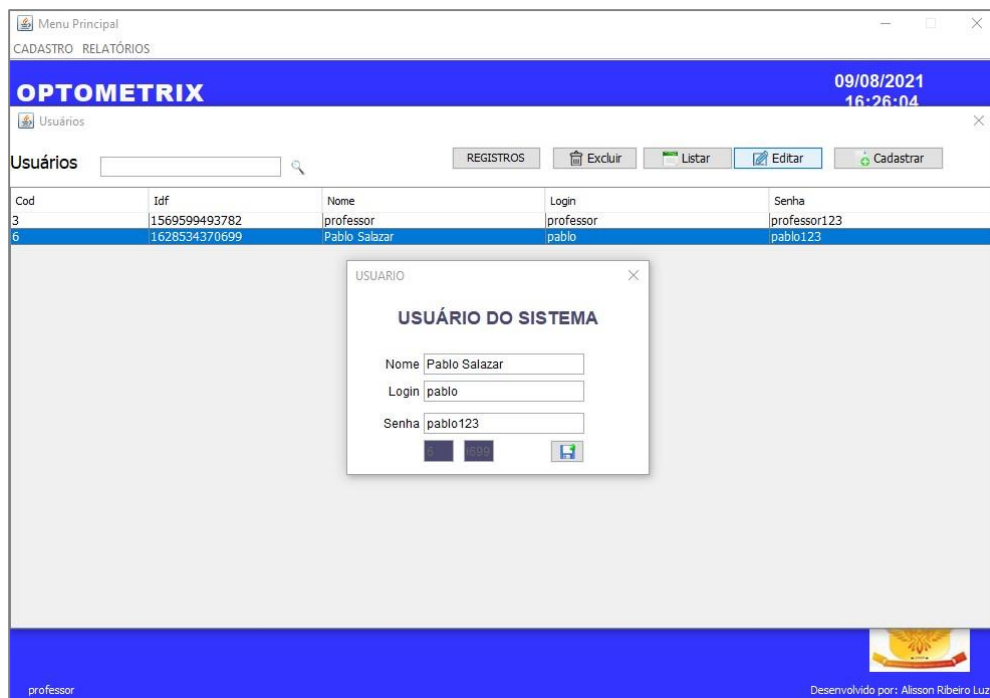 Menu Principal
CADASTRO RELATÓRIOS
OPTOMETRIX
09/08/2021
16:26:04
Usuários
Usuários
REGISTROS Excluir Listar Editar Cadastrar
Cod Idf Nome Login Senha
3 1569599493782 professor professor professor123
6 1628534370699 Pablo Salazar pablo pablo123
USUARIO
USUÁRIO DO SISTEMA
Nome Pablo Salazar
Login pablo
Senha pablo123
6
professor
Desenvolvido por: Alisson Ribeiro Luz